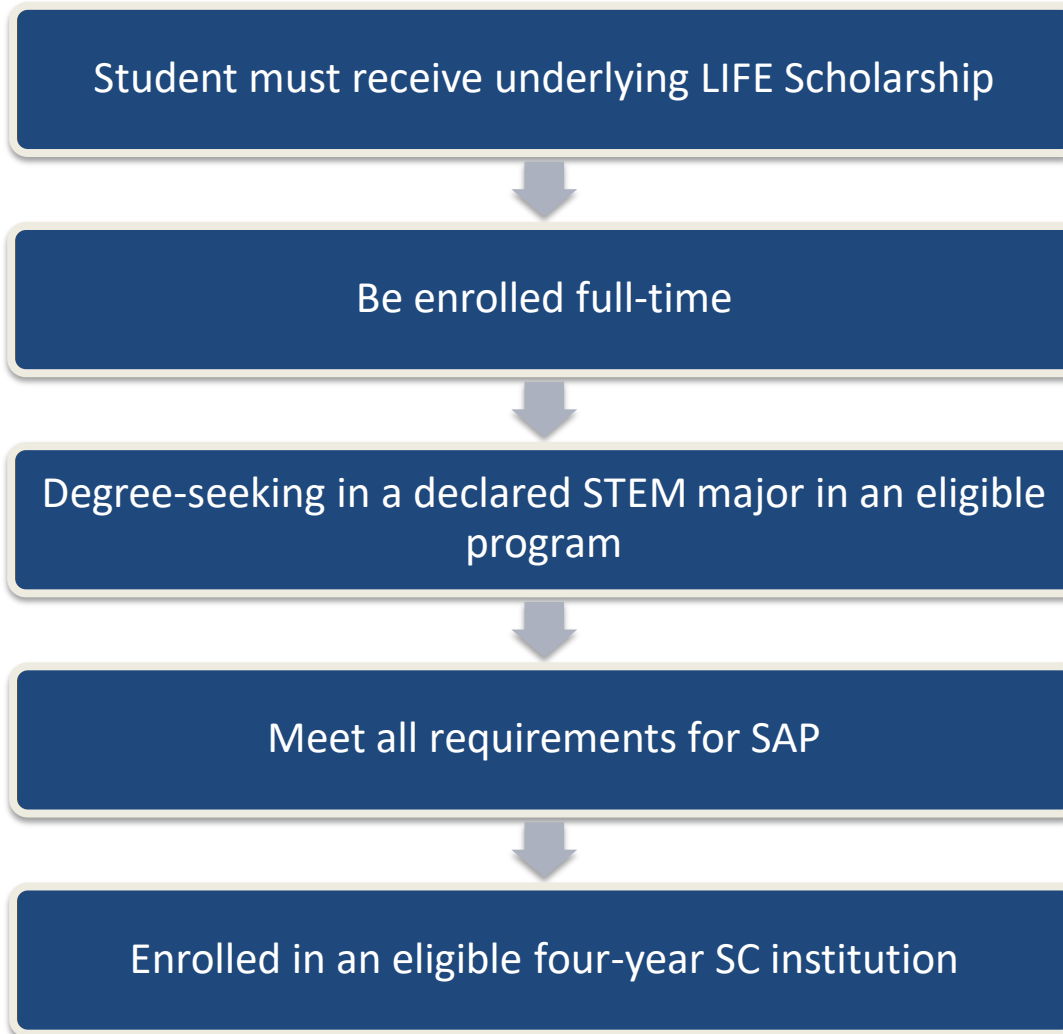 Student must receive underlying LIFE Scholarship
Be enrolled full-time
Degree-seeking in a declared STEM major in an eligible
program
Meet all requirements for SAP
Enrolled in an eligible four-year SC institution